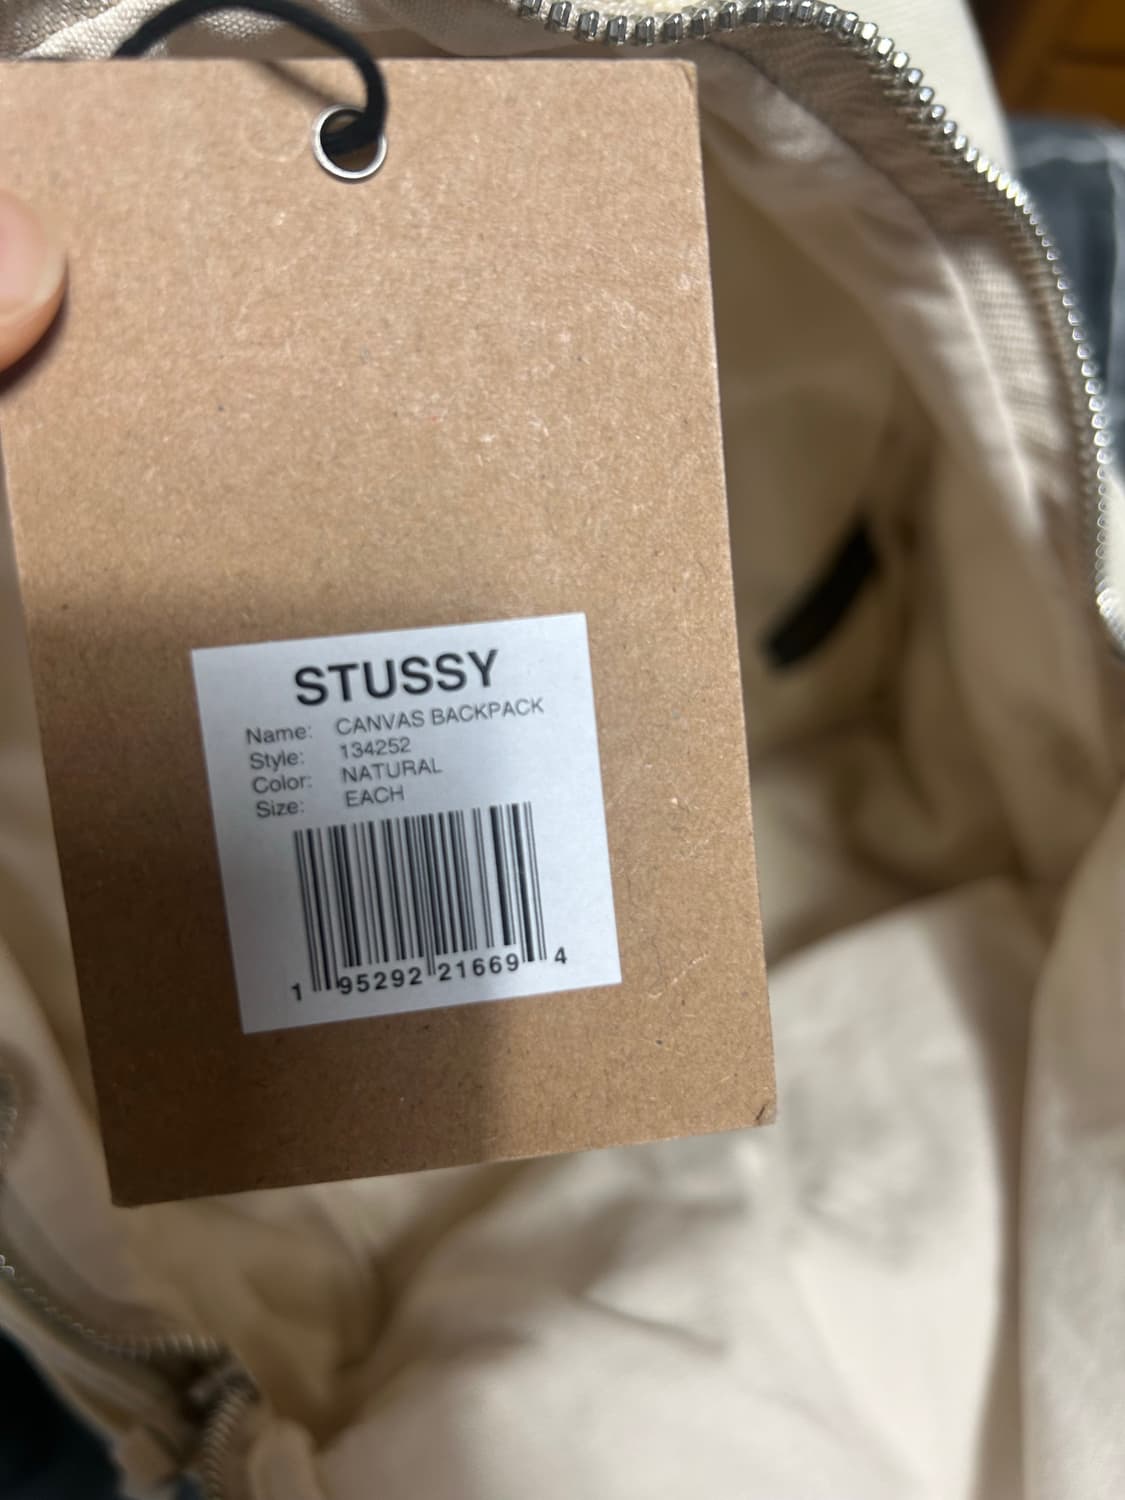 STUSSY
Name: CANVAS BACKPACK
Style: 134252
Color: NATURAL
Size: EACH
1 95292 21669 4